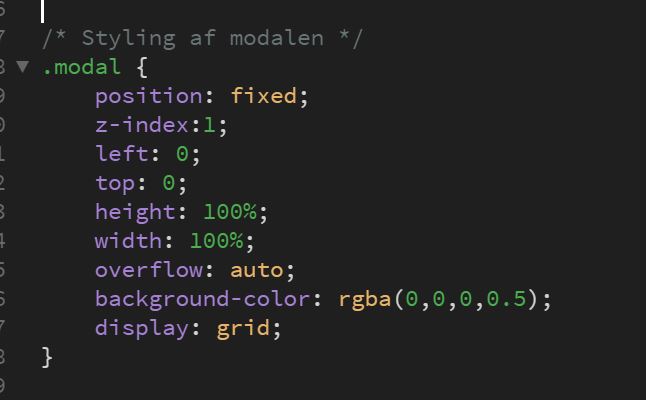 /* Styling af modalen */
.modal {
position: fixed;
z-index:1;
left: 0;
top: 0;
height: 100%;
width: 100%;
overflow: auto;
background-color: rgba(0,0,0,0.5);
display: grid;
}